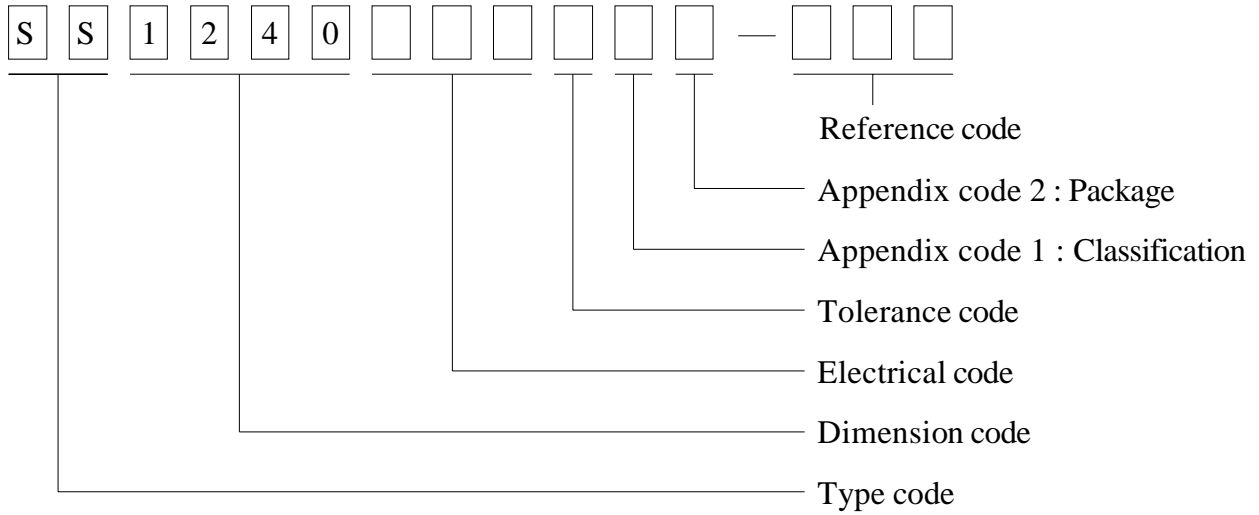 S S 1 2 4 0 —
Reference code
Appendix code 2 : Package
Appendix code 1 : Classification
Tolerance code
Electrical code
Dimension code
Type code